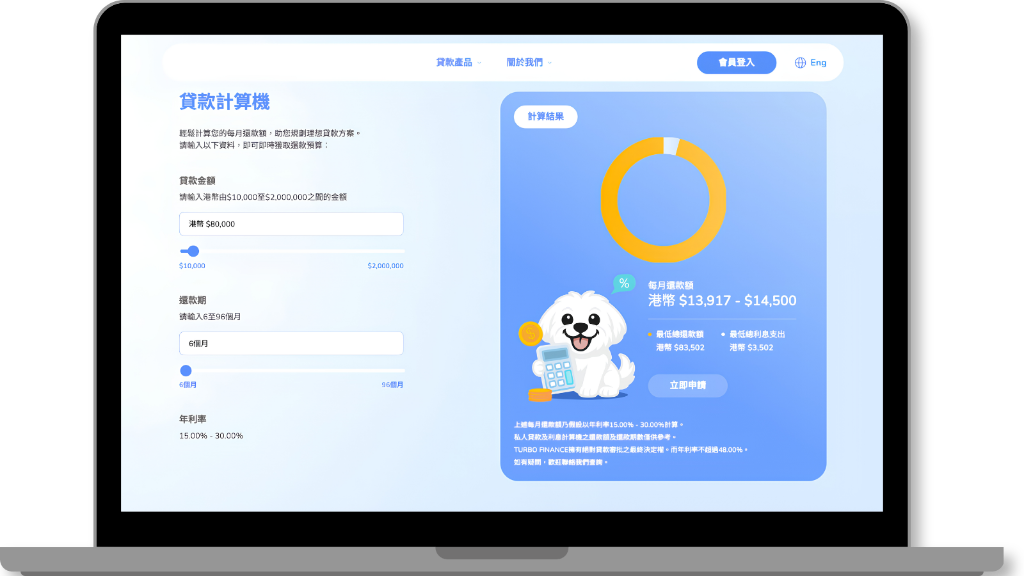 貸款產品
關於我們
會員登入
Eng
貸款計算機
輕鬆計算您的每月還款額，助您規劃理想貸款方案。
請輸入以下資料，即可即時獲取還款預算：
貸款金額
請輸入港幣由$10,000至$2,000,000之間的金額
港幣 $80,000
$10,000
$2,000,000
還款期
請輸入6至96個月
6個月
6個月
96個月
年利率
15.00% - 30.00%
計算結果
%
每月還款額
港幣 $13,917 - $14,500
最低總還款額
港幣 $83,502
最低總利息支出
港幣 $3,502
立即申請
上述每月還款額乃假設以年利率15.00% - 30.00%計算。
私人貸款及利息計算機之還款額及還款期數僅供參考。
TURBO FINANCE擁有絕對貸款審批之最終決定權。而年利率不超過48.00%。
如有疑問，歡迎聯絡我們查詢。